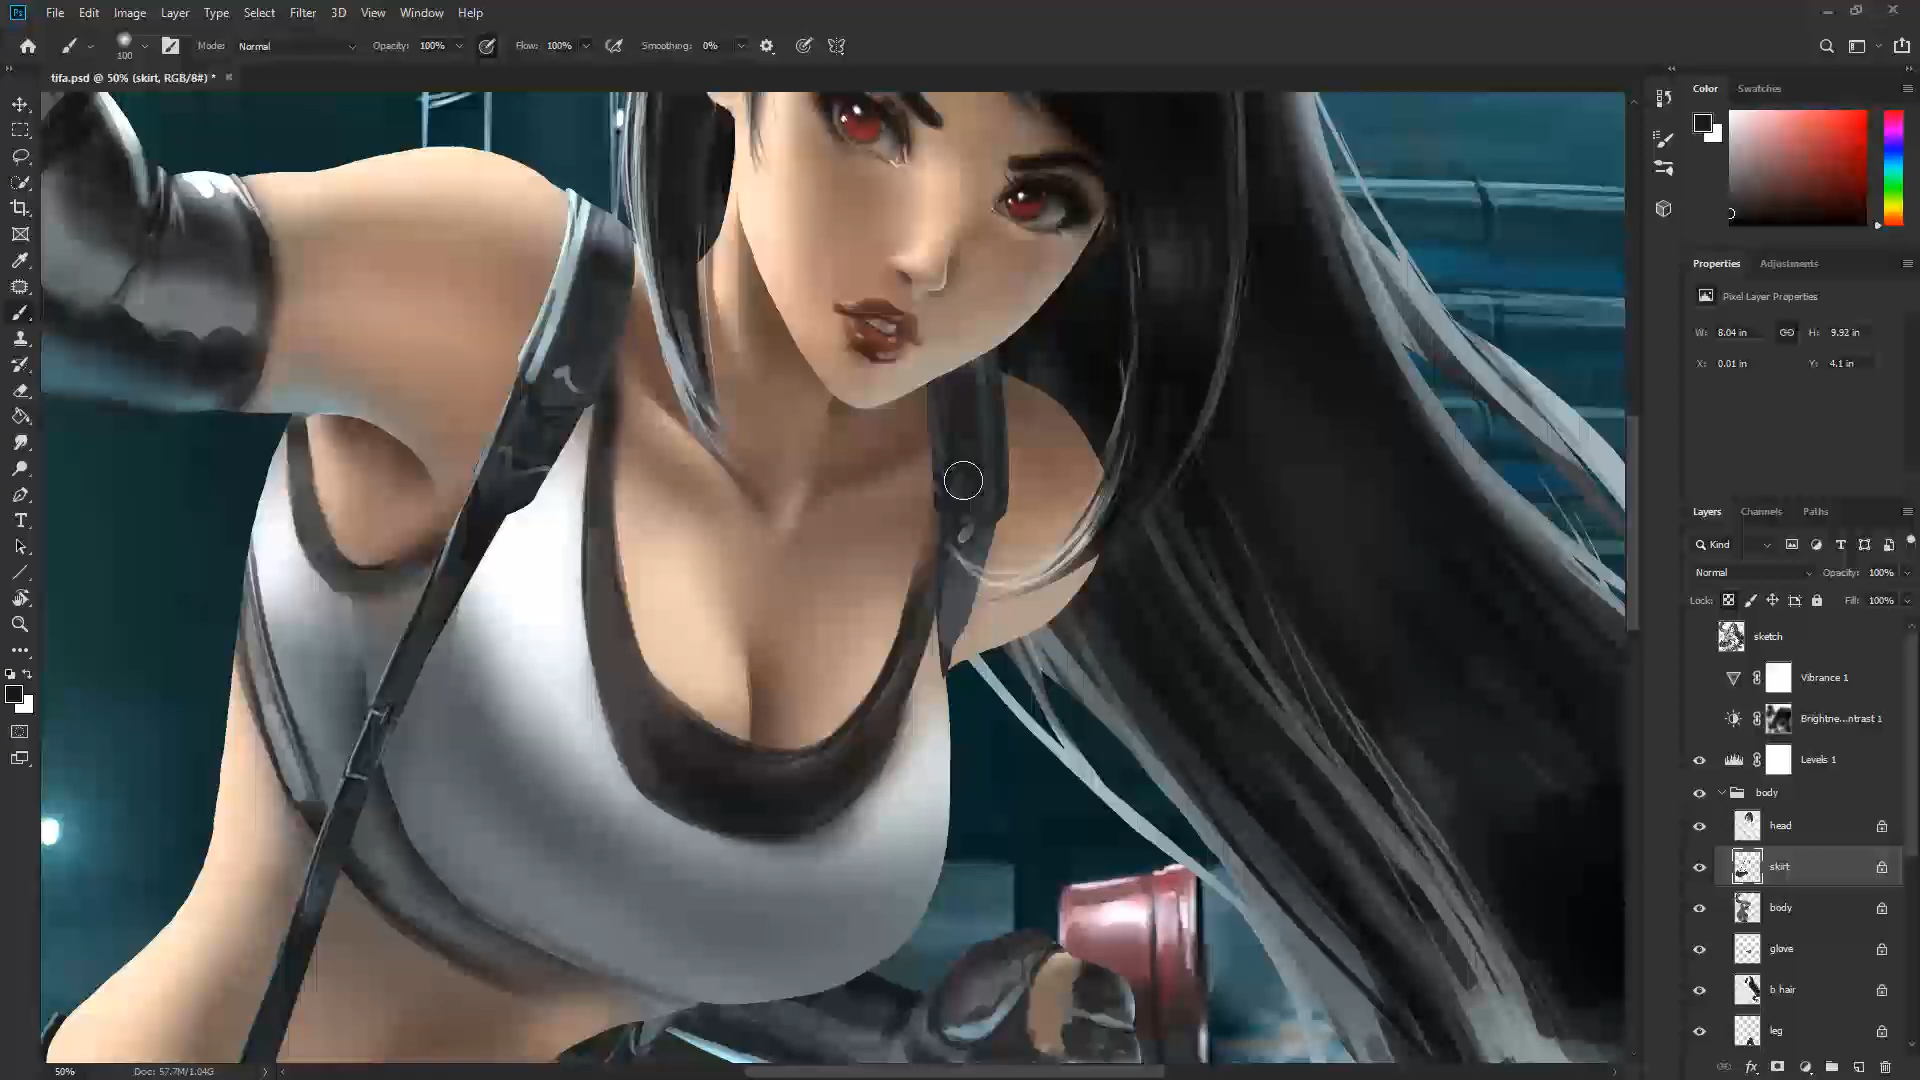 Ps File Edit Image Layer Type Select Filter 3D View Window Help
100 Mode: Normal Opacity: 100% Flow: 100% Smoothing: 0%
tifa.psd @ 50% (skirt, RGB/8#) *
Color Swatches
Properties Adjustments
Pixel Layer Properties
W: 8.04 in H: 9.92 in
X: 0.01 in Y: 4.1 in
Layers Channels Paths
Kind
Normal Opacity: 100%
Lock: Fill: 100%
sketch
Vibrance 1
Brightne...ntrast 1
Levels 1
body
head
skirt
body
glove
b hair
leg
50% Doc: 57.7M/1.04G